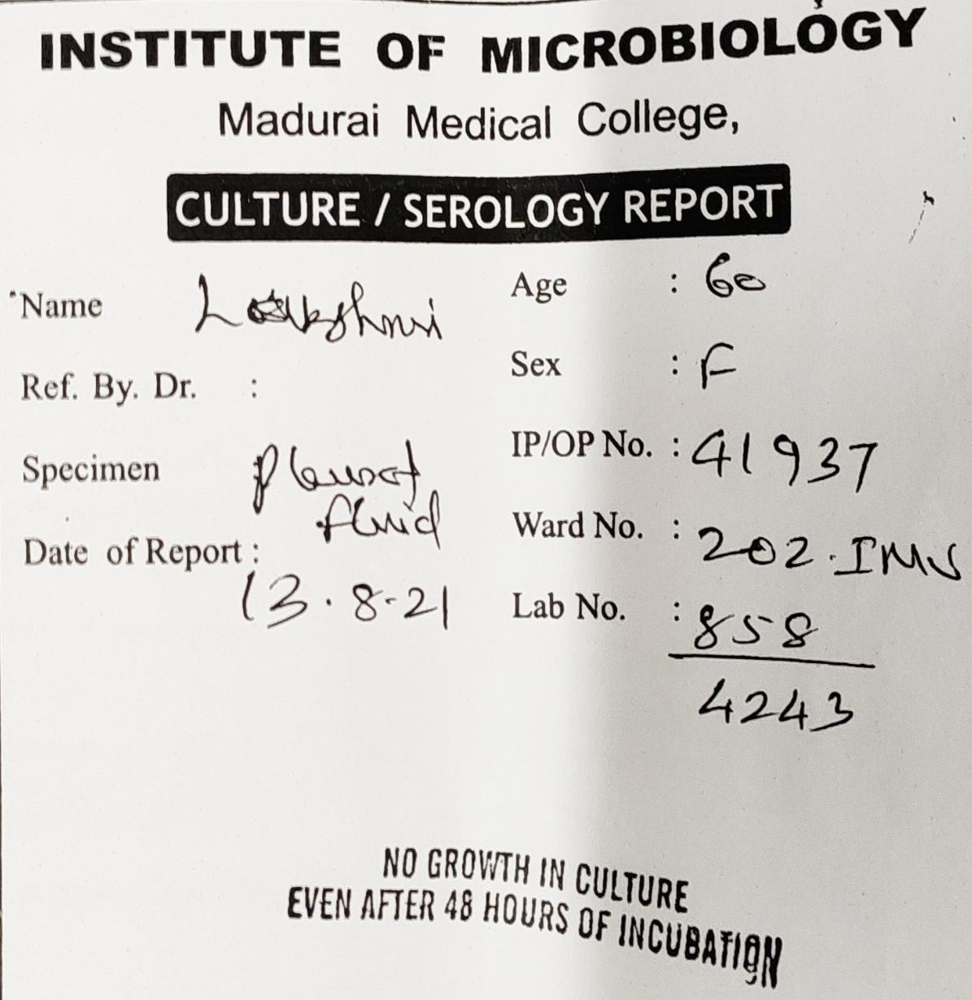 INSTITUTE OF MICROBIOLOGY
Madurai Medical College,
CULTURE / SEROLOGY REPORT
Name Lakshmi
Age : 60
Ref. By. Dr. :
Sex : F
Specimen pleural fluid
IP/OP No. : 41937
Date of Report : 13.8-21
Ward No. : 202.
Lab No. : 858
4243
NO GROWTH IN CULTURE
EVEN AFTER 48 HOURS OF INCUBATION